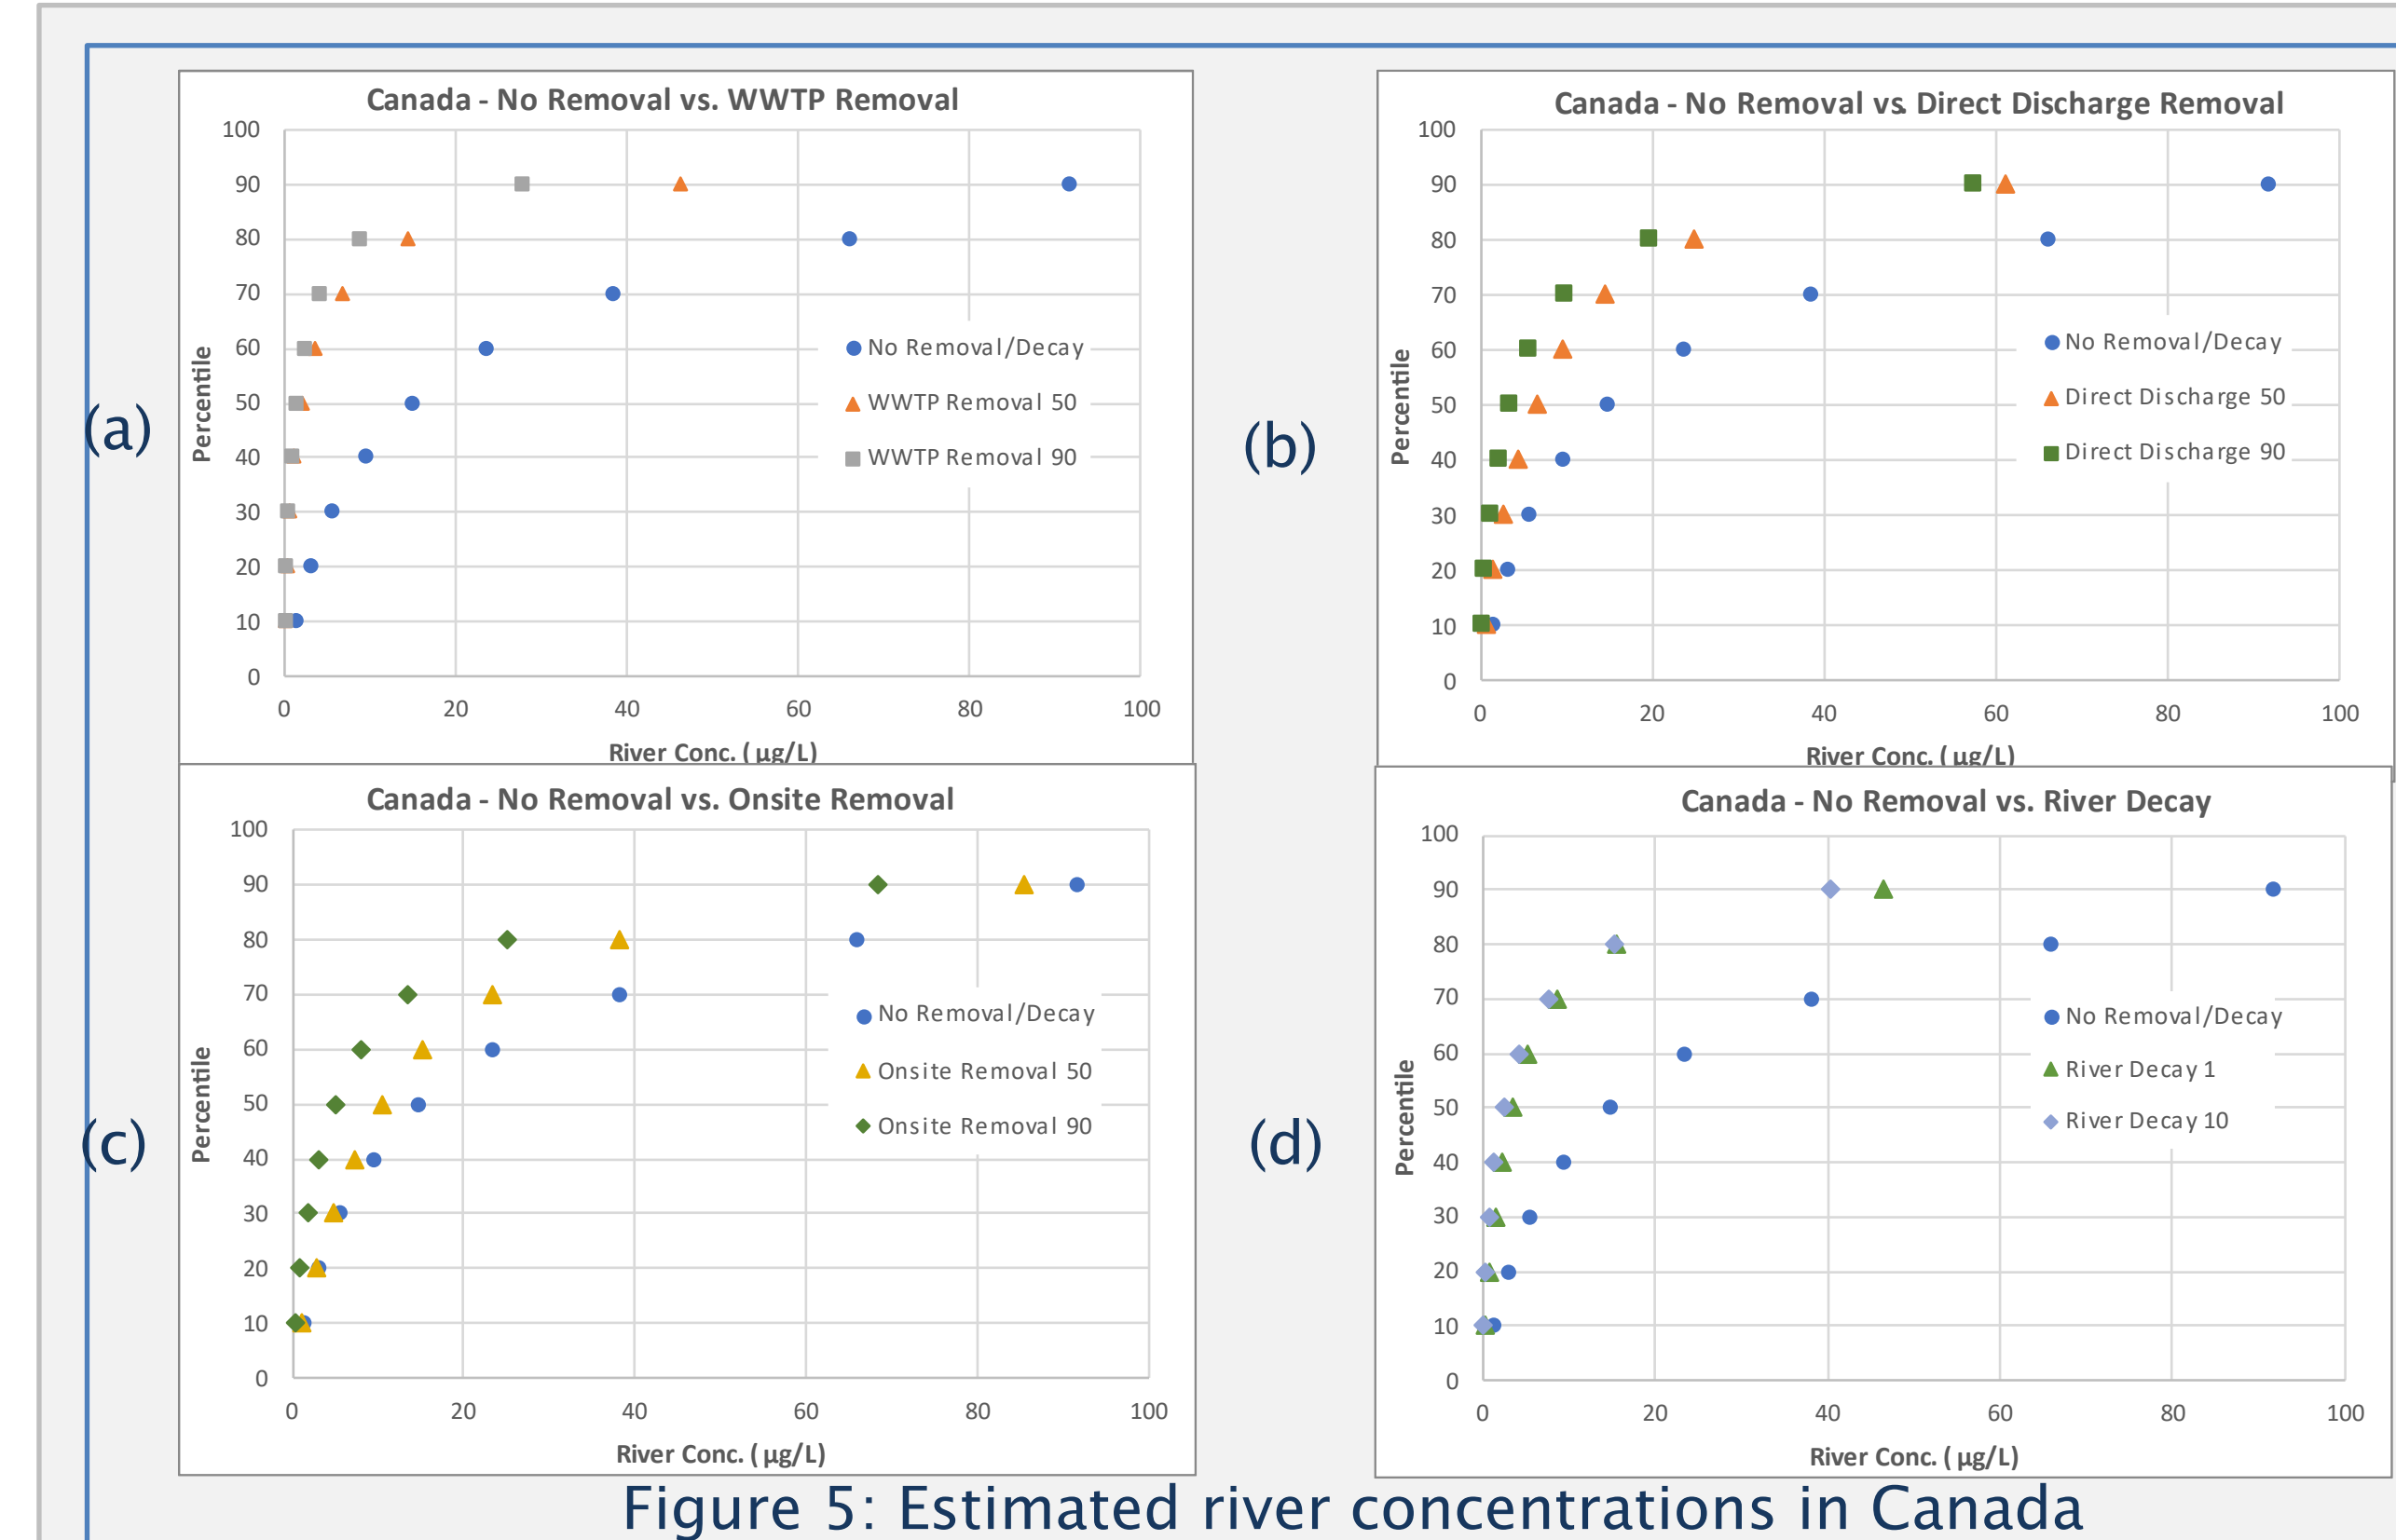 Canada - No Removal vs. WWTP Removal
100
90
80
70
60
50
40
30
20
10
0
Percentile
No Removal/Decay
WWTP Removal 50
WWTP Removal 90
0 20 40 60 80 100
River Conc. ( µg/L)
(a)
Canada - No Removal vs. Direct Discharge Removal
100
90
80
70
60
50
40
30
20
10
0
Percentile
No Removal/Decay
Direct Discharge 50
Direct Discharge 90
0 20 40 60 80 100
River Conc. ( µg/L)
(b)
Canada - No Removal vs. Onsite Removal
100
90
80
70
60
50
40
30
20
10
0
Percentile
No Removal/Decay
Onsite Removal 50
Onsite Removal 90
0 20 40 60 80 100
River Conc. ( µg/L)
(c)
Canada - No Removal vs. River Decay
100
90
80
70
60
50
40
30
20
10
0
Percentile
No Removal/Decay
River Decay 1
River Decay 10
0 20 40 60 80 100
River Conc. ( µg/L)
(d)
Figure 5: Estimated river concentrations in Canada